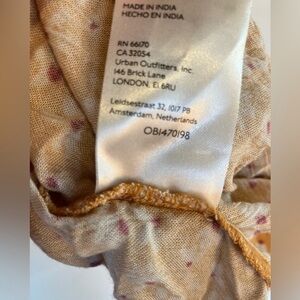 MADE IN INDIA
HECHO EN INDIA
RN 66170
CA 32054
Urban Outfitters, Inc.
146 Brick Lane
LONDON, E1 6RU
Leidsestraat 32, 1017 PB
Amsterdam, Netherlands
OB1470198